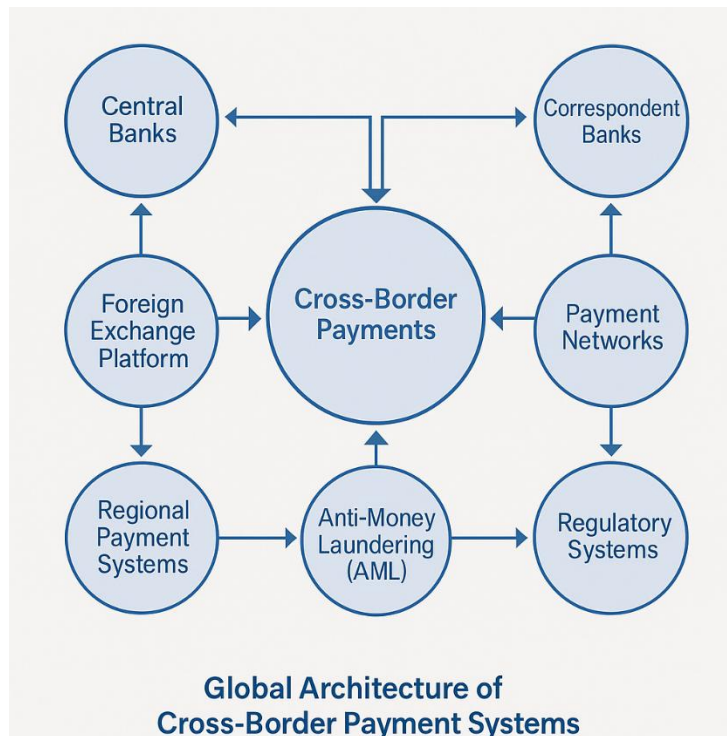 Central
Banks
Correspondent
Banks
Foreign
Exchange
Platform
Cross-Border
Payments
Payment
Networks
Regional
Payment
Systems
Anti-Money
Laundering
(AML)
Regulatory
Systems
Global Architecture of
Cross-Border Payment Systems